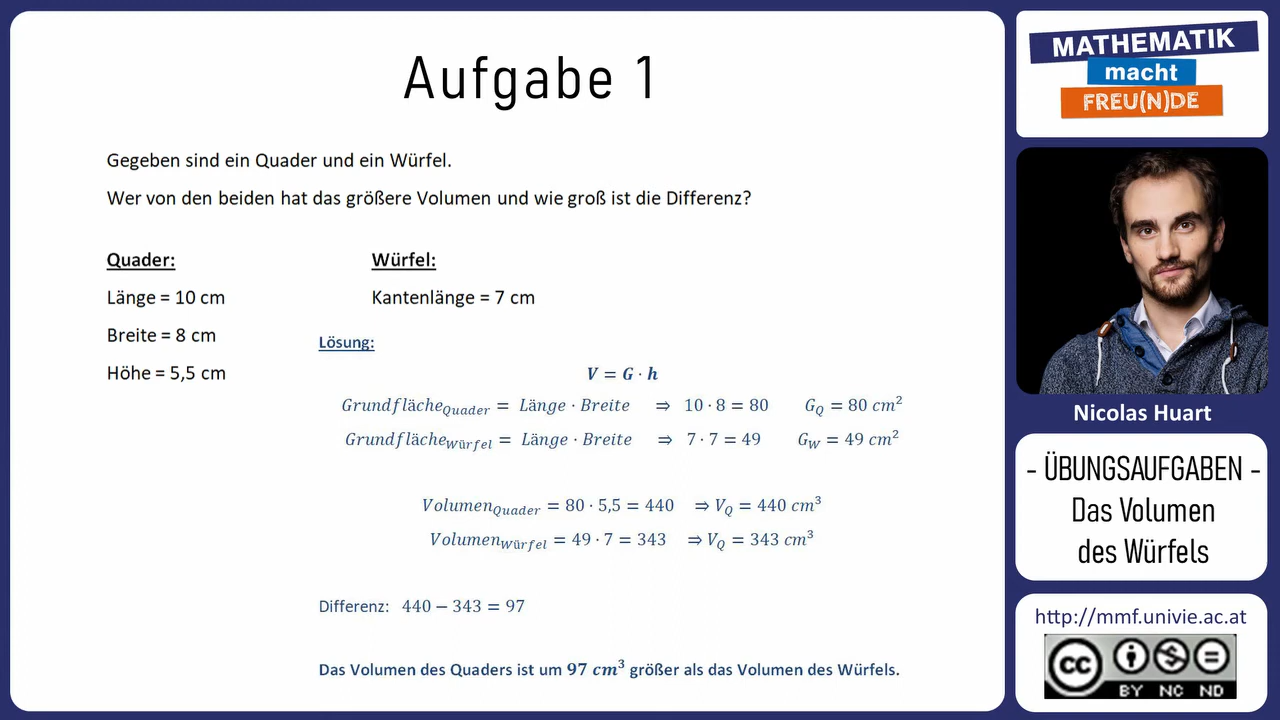 Aufgabe 1
Gegeben sind ein Quader und ein Würfel.
Wer von den beiden hat das größere Volumen und wie groß ist die Differenz?
Quader:
Länge = 10 cm
Breite = 8 cm
Höhe = 5,5 cm
Würfel:
Kantenlänge = 7 cm
Lösung:
V = G · h
Grundfläche_Quader = Länge · Breite ⇒ 10 · 8 = 80 G_Q = 80 cm²
Grundfläche_Würfel = Länge · Breite ⇒ 7 · 7 = 49 G_W = 49 cm²
Volumen_Quader = 80 · 5,5 = 440 ⇒ V_Q = 440 cm³
Volumen_Würfel = 49 · 7 = 343 ⇒ V_Q = 343 cm³
Differenz: 440 − 343 = 97
Das Volumen des Quaders ist um 97 cm³ größer als das Volumen des Würfels.
MATHEMATIK
macht
FREU(N)DE
Nicolas Huart
- ÜBUNGSAUFGABEN -
Das Volumen
des Würfels
http://mmf.univie.ac.at
cc
BY NC ND